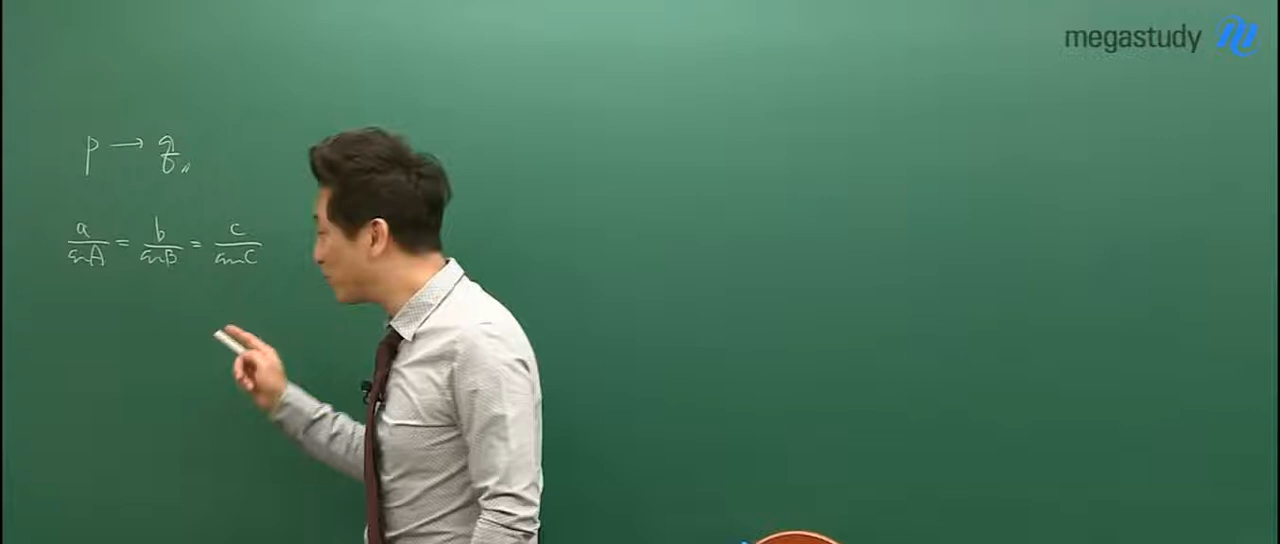 megastudy
p → q
a/sinA = b/sinB = c/sinC